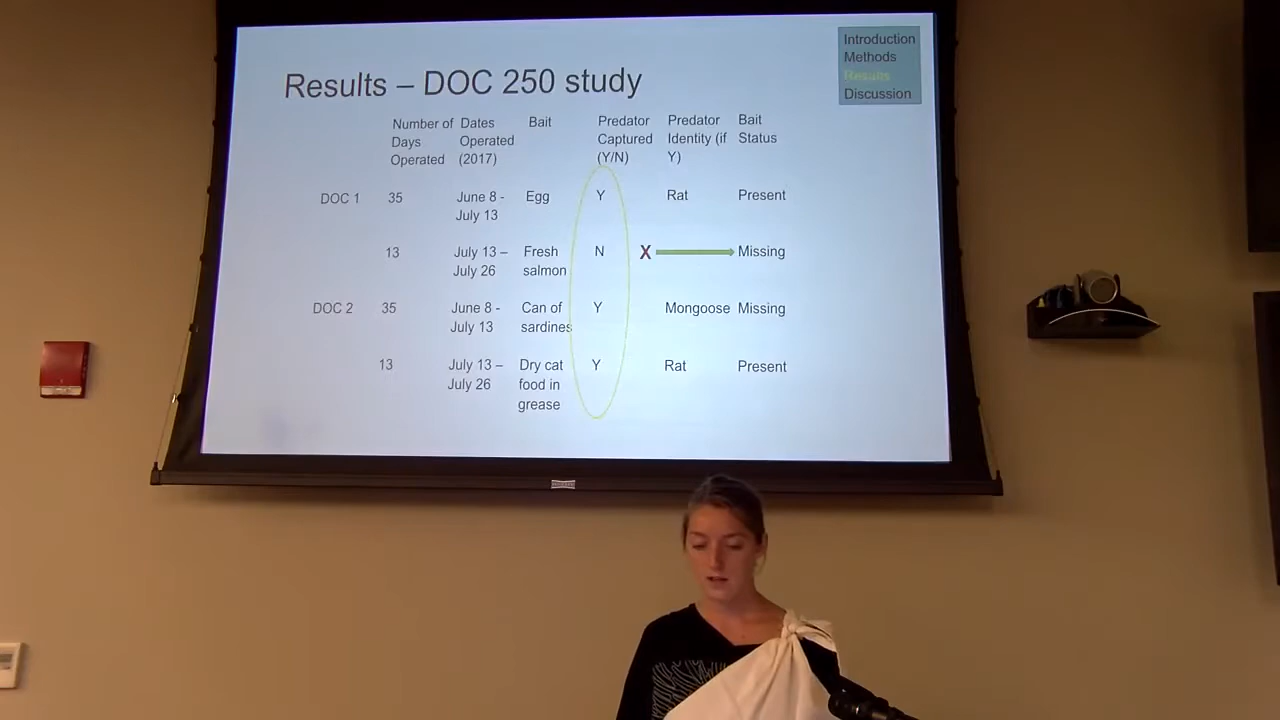 Introduction
Methods
Results
Discussion
Results – DOC 250 study
Number of Days Operated
Dates Operated (2017)
Bait
Predator Captured (Y/N)
Predator Identity (if Y)
Bait Status
DOC 1 35 June 8 - July 13 Egg Y Rat Present
13 July 13 – July 26 Fresh salmon N X Missing
DOC 2 35 June 8 - July 13 Can of sardines Y Mongoose Missing
13 July 13 – July 26 Dry cat food in grease Y Rat Present